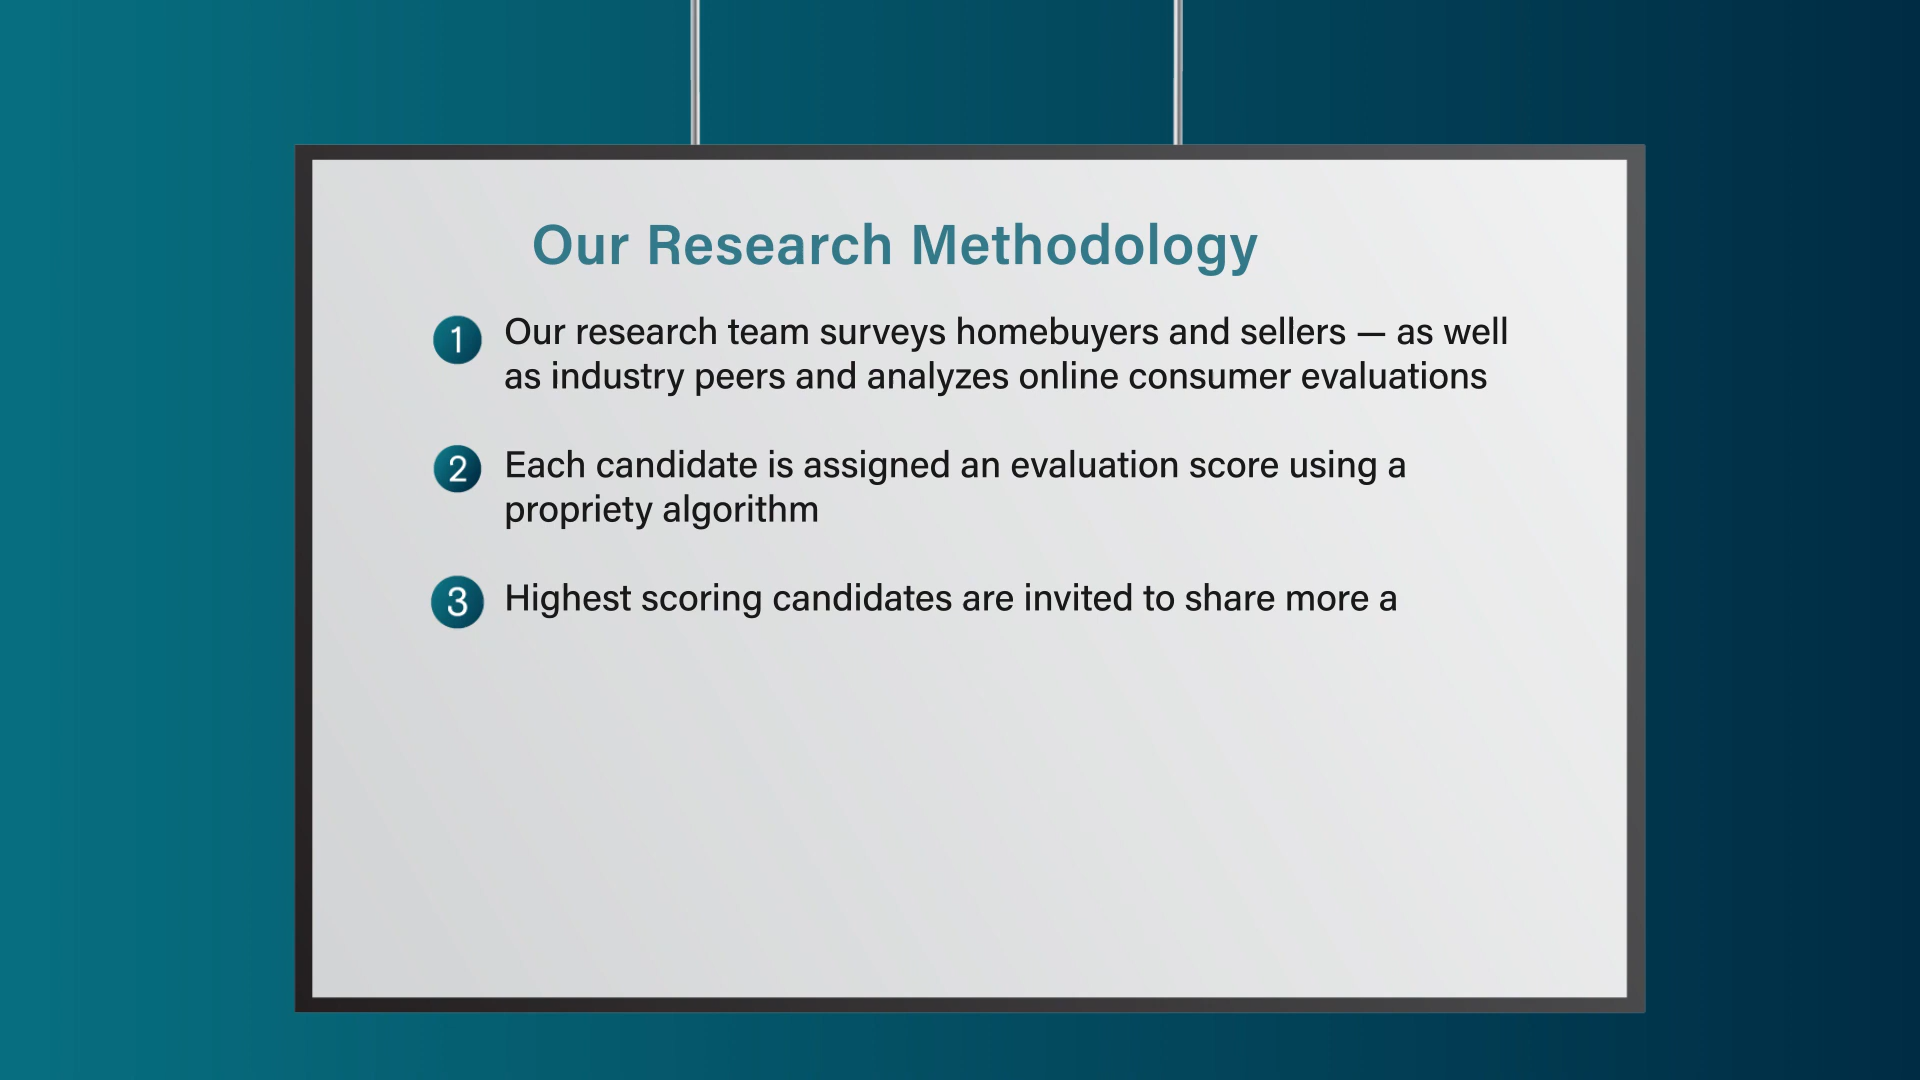 Our Research Methodology
1 Our research team surveys homebuyers and sellers — as well
as industry peers and analyzes online consumer evaluations
2 Each candidate is assigned an evaluation score using a
propriety algorithm
3 Highest scoring candidates are invited to share more a